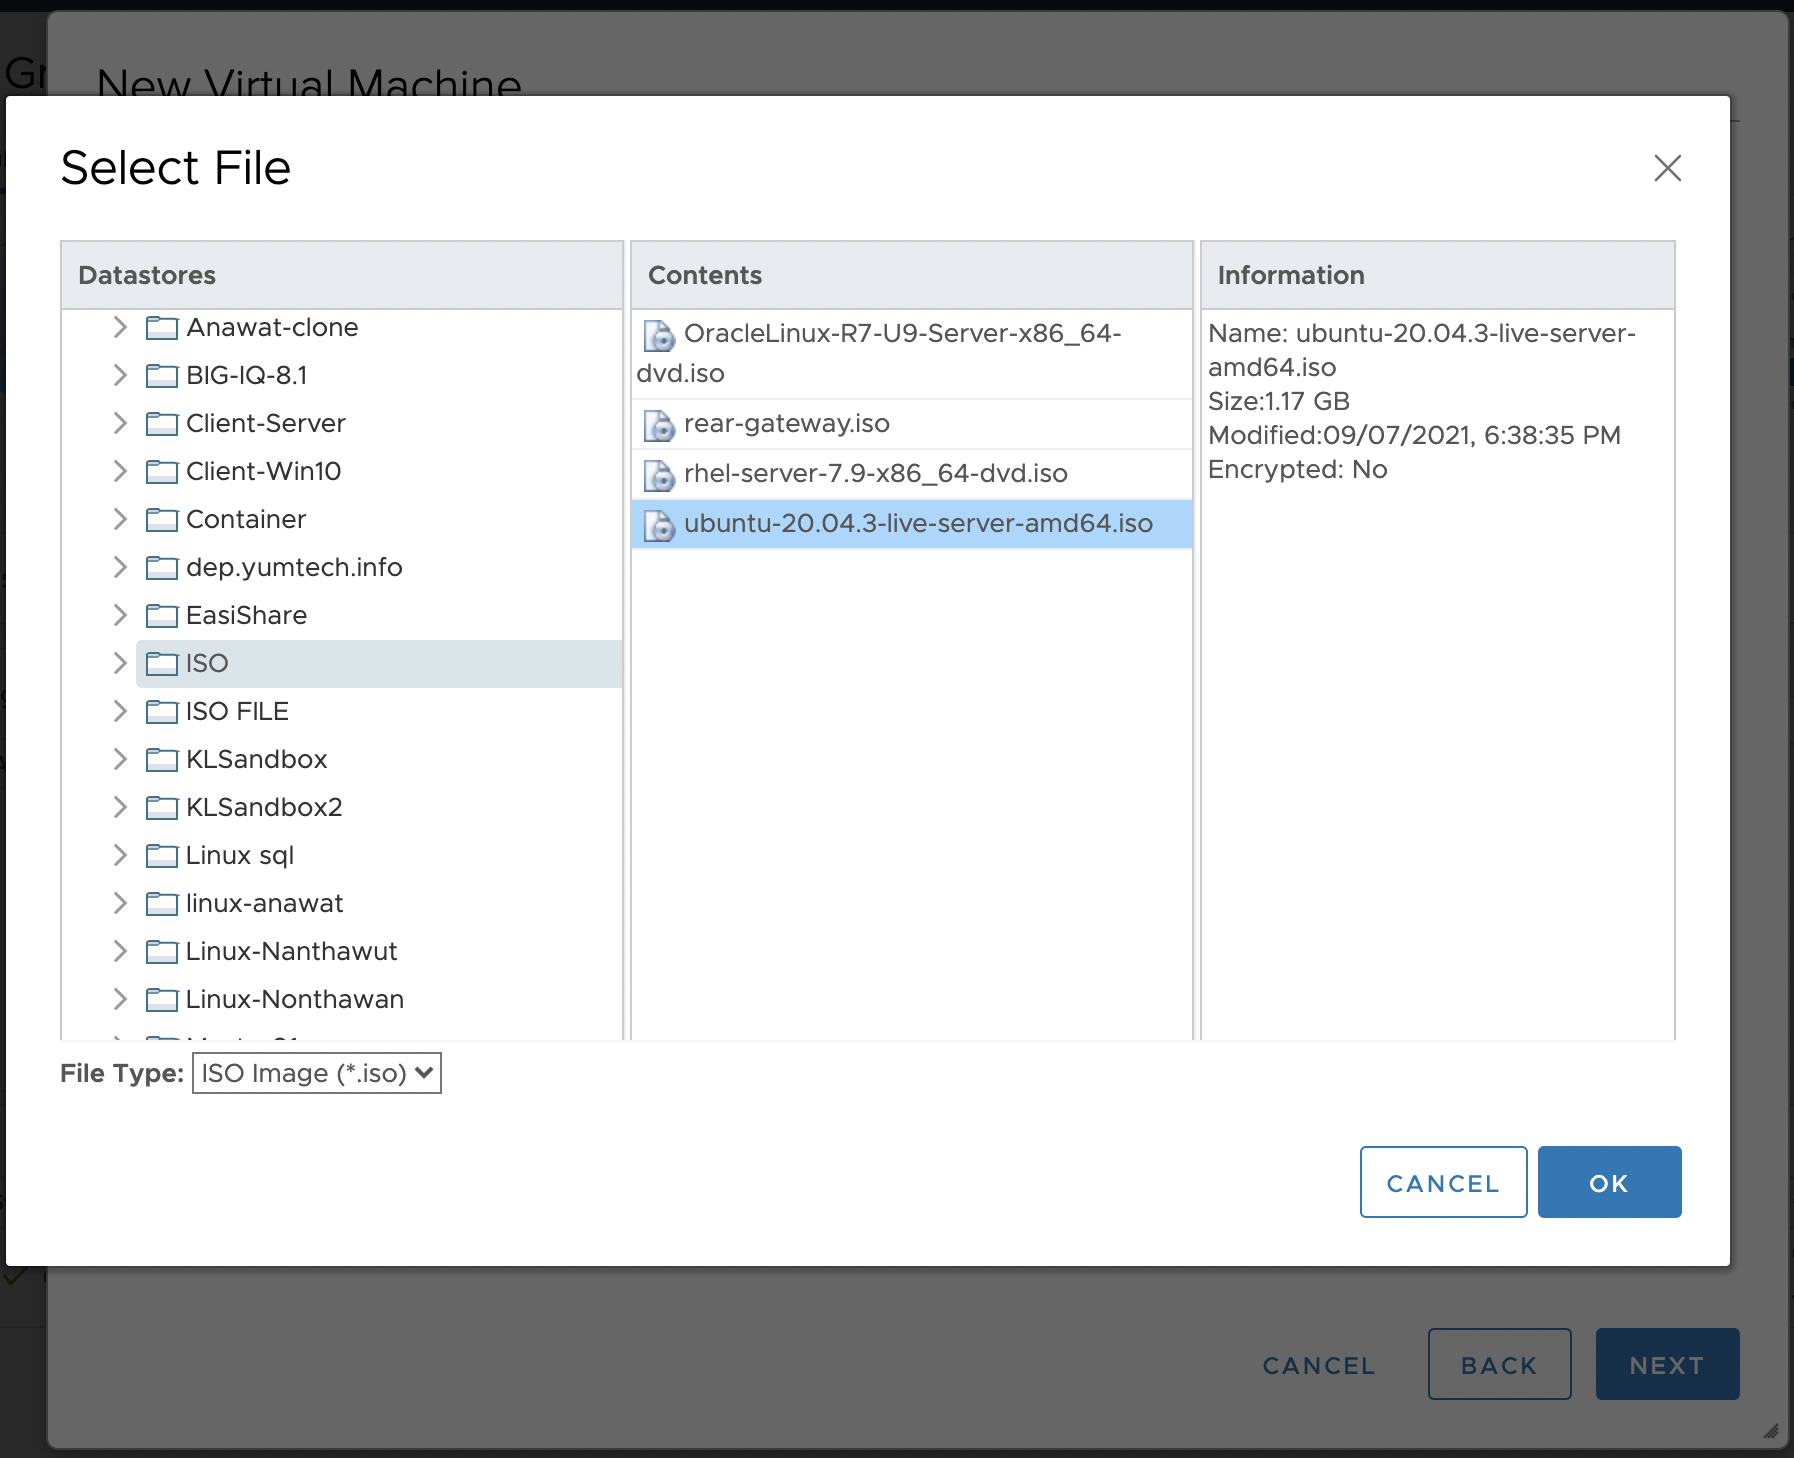 Gr
New Virtual Machine
Select File
Datastores
Contents
Information
Anawat-clone
BIG-IQ-8.1
Client-Server
Client-Win10
Container
dep.yumtech.info
EasiShare
ISO
ISO FILE
KLSandbox
KLSandbox2
Linux sql
linux-anawat
Linux-Nanthawut
Linux-Nonthawan
OracleLinux-R7-U9-Server-x86_64-
dvd.iso
rear-gateway.iso
rhel-server-7.9-x86_64-dvd.iso
ubuntu-20.04.3-live-server-amd64.iso
Name: ubuntu-20.04.3-live-server-
amd64.iso
Size:1.17 GB
Modified:09/07/2021, 6:38:35 PM
Encrypted: No
File Type: ISO Image (*.iso)
CANCEL OK
CANCEL BACK NEXT